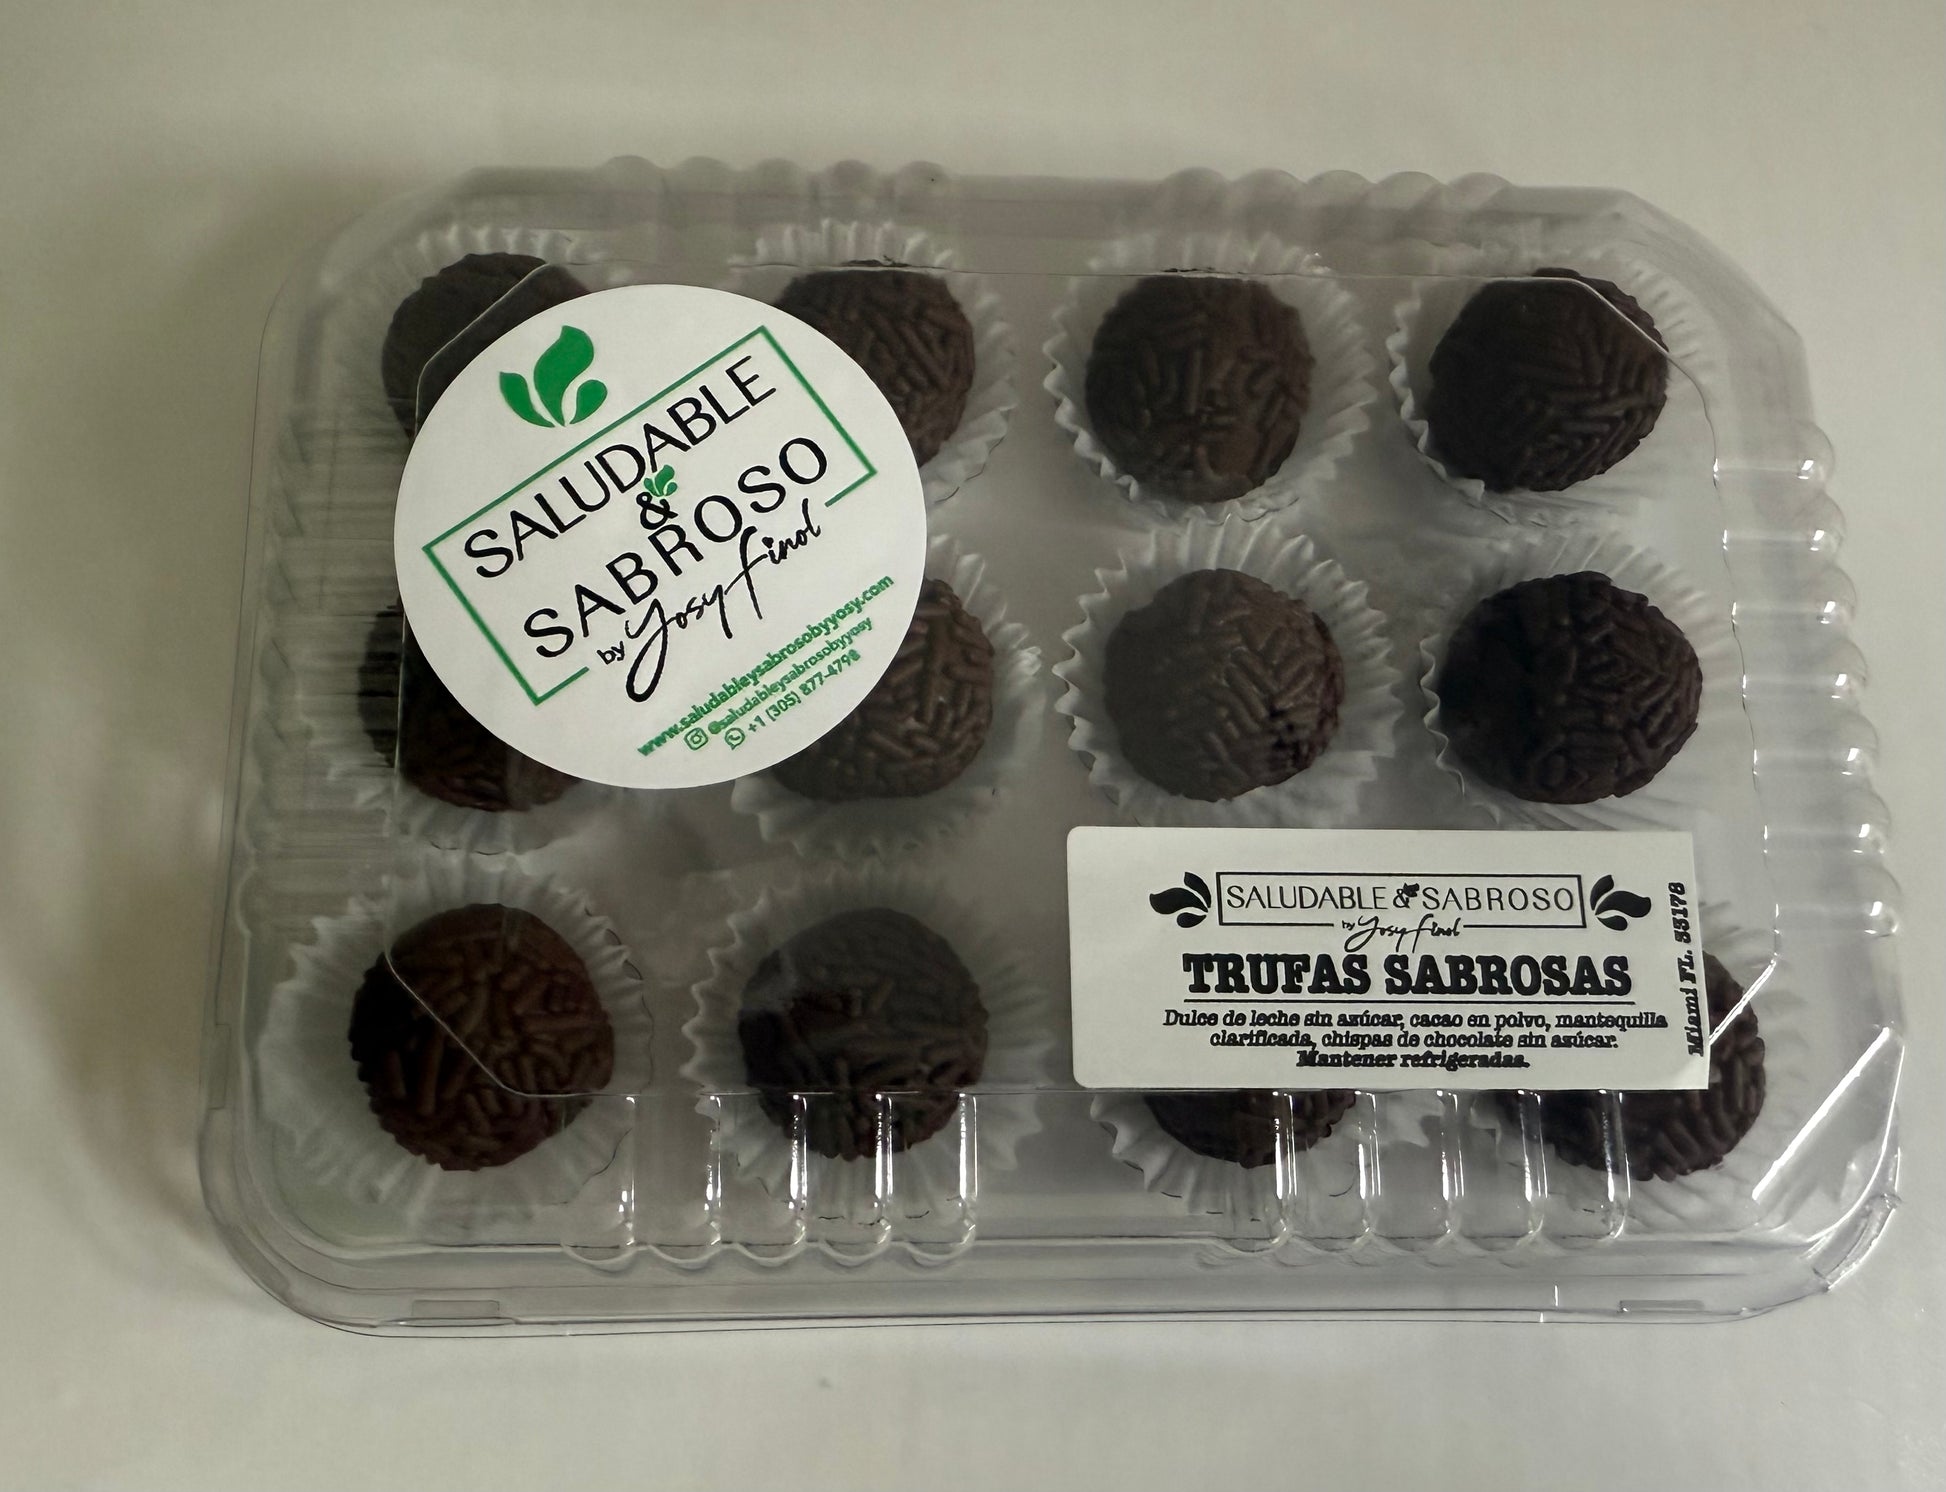 SALUDABLE
&
SABROSO
by Yosy Finol
www.saludableysabrosobyyosy.com
@saludableysabrosobyyosy
+1 (305) 877-4798
SALUDABLE & SABROSO
by Yosy Finol
TRUFAS SABROSAS
Dulce de leche sin azúcar, cacao en polvo, mantequilla
clarificada, chispas de chocolate sin azúcar.
Mantener refrigeradas.
Miami FL. 33178